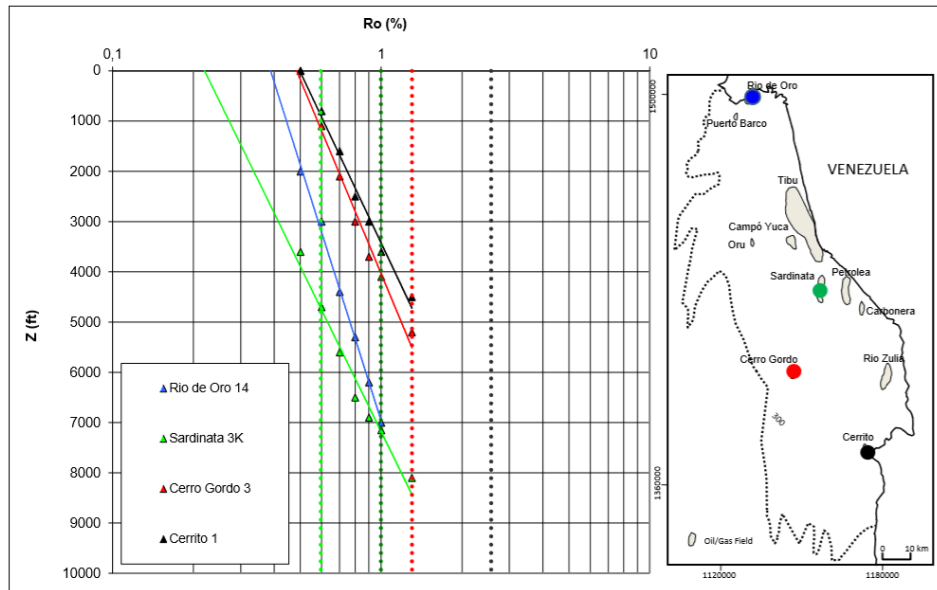 Ro (%)
0,1
1
10
0
1000
2000
3000
4000
5000
6000
7000
8000
9000
10000
Z (ft)
Rio de Oro 14
Sardinata 3K
Cerro Gordo 3
Cerrito 1
1500000
1360000
Rio de Oro
Puerto Barco
VENEZUELA
Tibu
Campó Yuca
Oru
Sardinata
Petrolea
Carbonera
Cerro Gordo
Rio Zulia
300
Cerrito
Oil/Gas Field
0
10 km
1120000
1180000